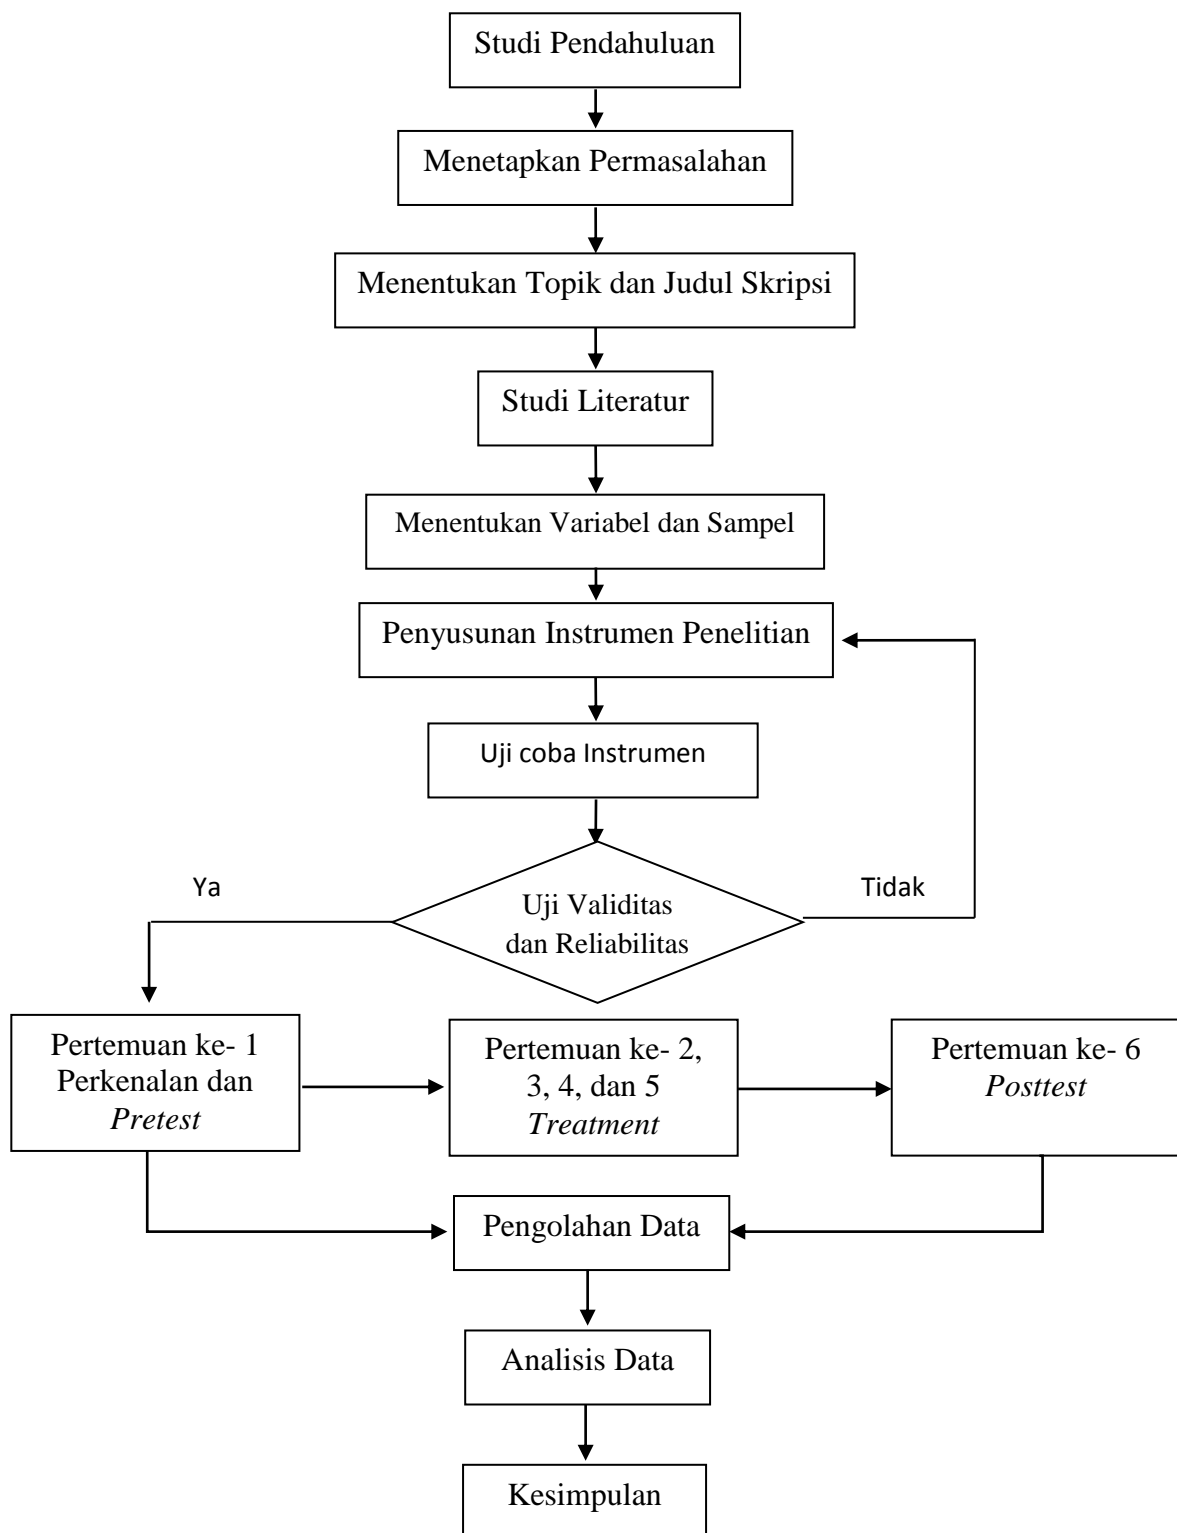 Studi Pendahuluan
Menetapkan Permasalahan
Menentukan Topik dan Judul Skripsi
Studi Literatur
Menentukan Variabel dan Sampel
Penyusunan Instrumen Penelitian
Uji coba Instrumen
Ya
Tidak
Uji Validitas
dan Reliabilitas
Pertemuan ke- 1
Perkenalan dan
Pretest
Pertemuan ke- 2,
3, 4, dan 5
Treatment
Pertemuan ke- 6
Posttest
Pengolahan Data
Analisis Data
Kesimpulan